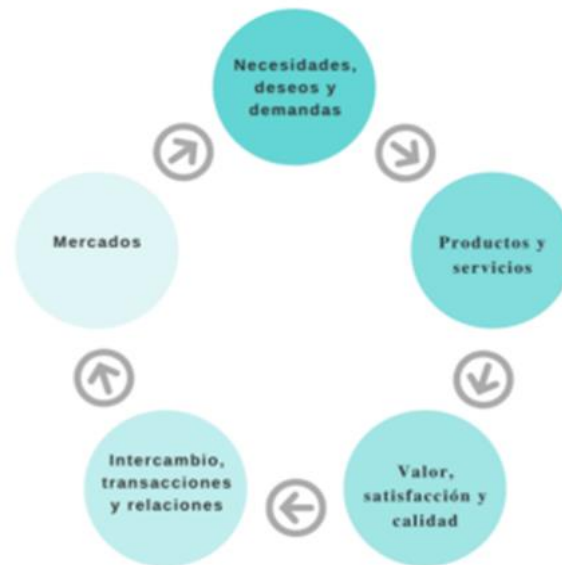 Necesidades,
deseos y
demandas
Productos y
servicios
Valor,
satisfacción y
calidad
Intercambio,
transacciones
y relaciones
Mercados